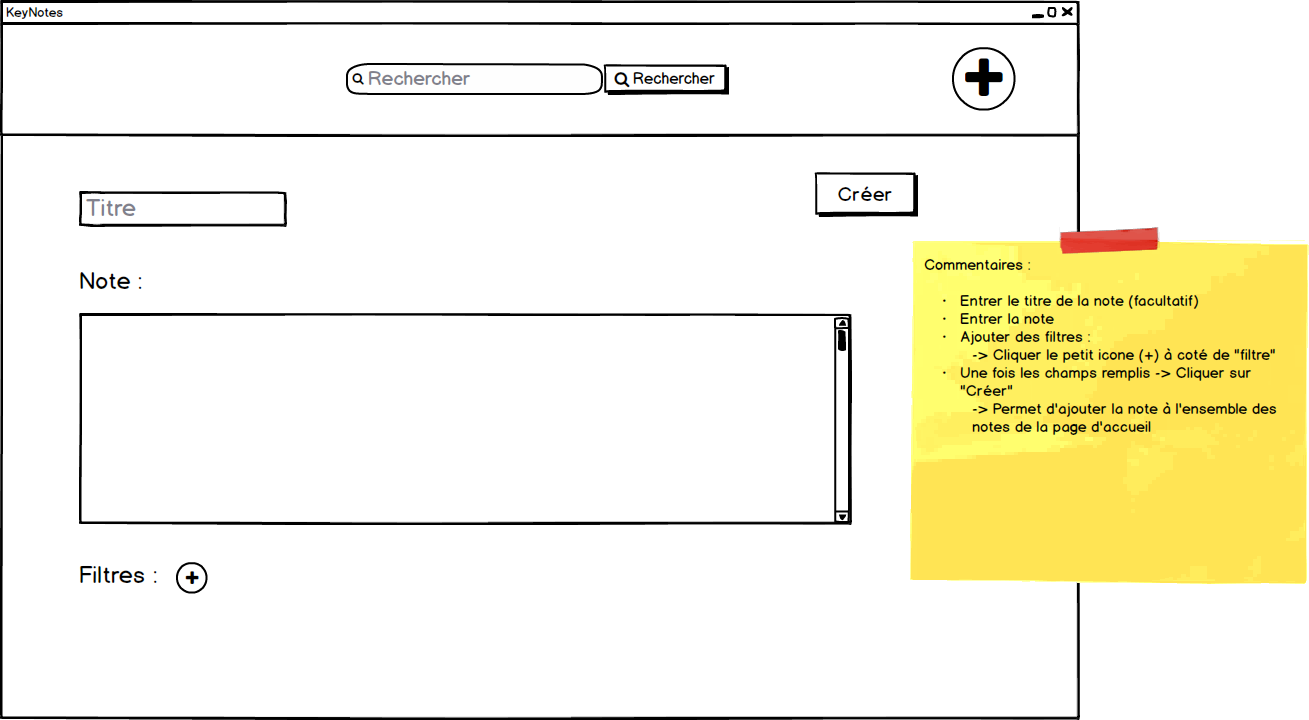 KeyNotes
Rechercher
Rechercher
Titre
Créer
Note :
Filtres :
Commentaires :
· Entrer le titre de la note (facultatif)
· Entrer la note
· Ajouter des filtres :
-> Cliquer le petit icone (+) à coté de "filtre"
· Une fois les champs remplis -> Cliquer sur
"Créer"
-> Permet d'ajouter la note à l'ensemble des
notes de la page d'accueil